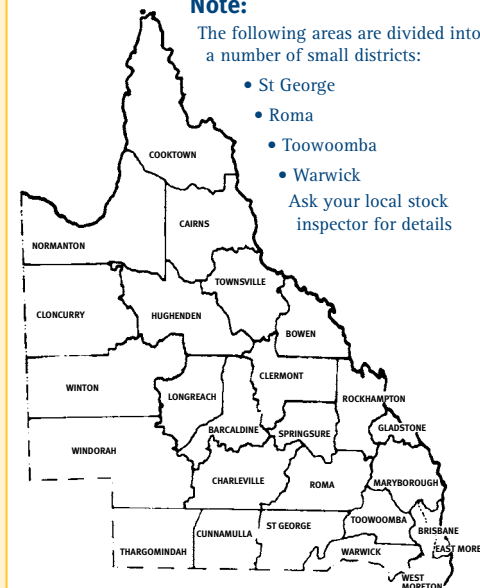 Note:
The following areas are divided into
a number of small districts:
• St George
• Roma
• Toowoomba
• Warwick
Ask your local stock
inspector for details
COOKTOWN
CAIRNS
NORMANTON
TOWNSVILLE
CLONCURRY
HUGHENDEN
BOWEN
CLERMONT
WINTON
LONGREACH
ROCKHAMPTON
BARCALDINE
SPRINGSURE
GLADSTONE
WINDORAH
CHARLEVILLE
ROMA
MARYBOROUGH
CUNNAMULLA
ST GEORGE
TOOWOOMBA
BRISBANE
THARGOMINDAH
WARWICK
EAST MORE
WEST
MORETON